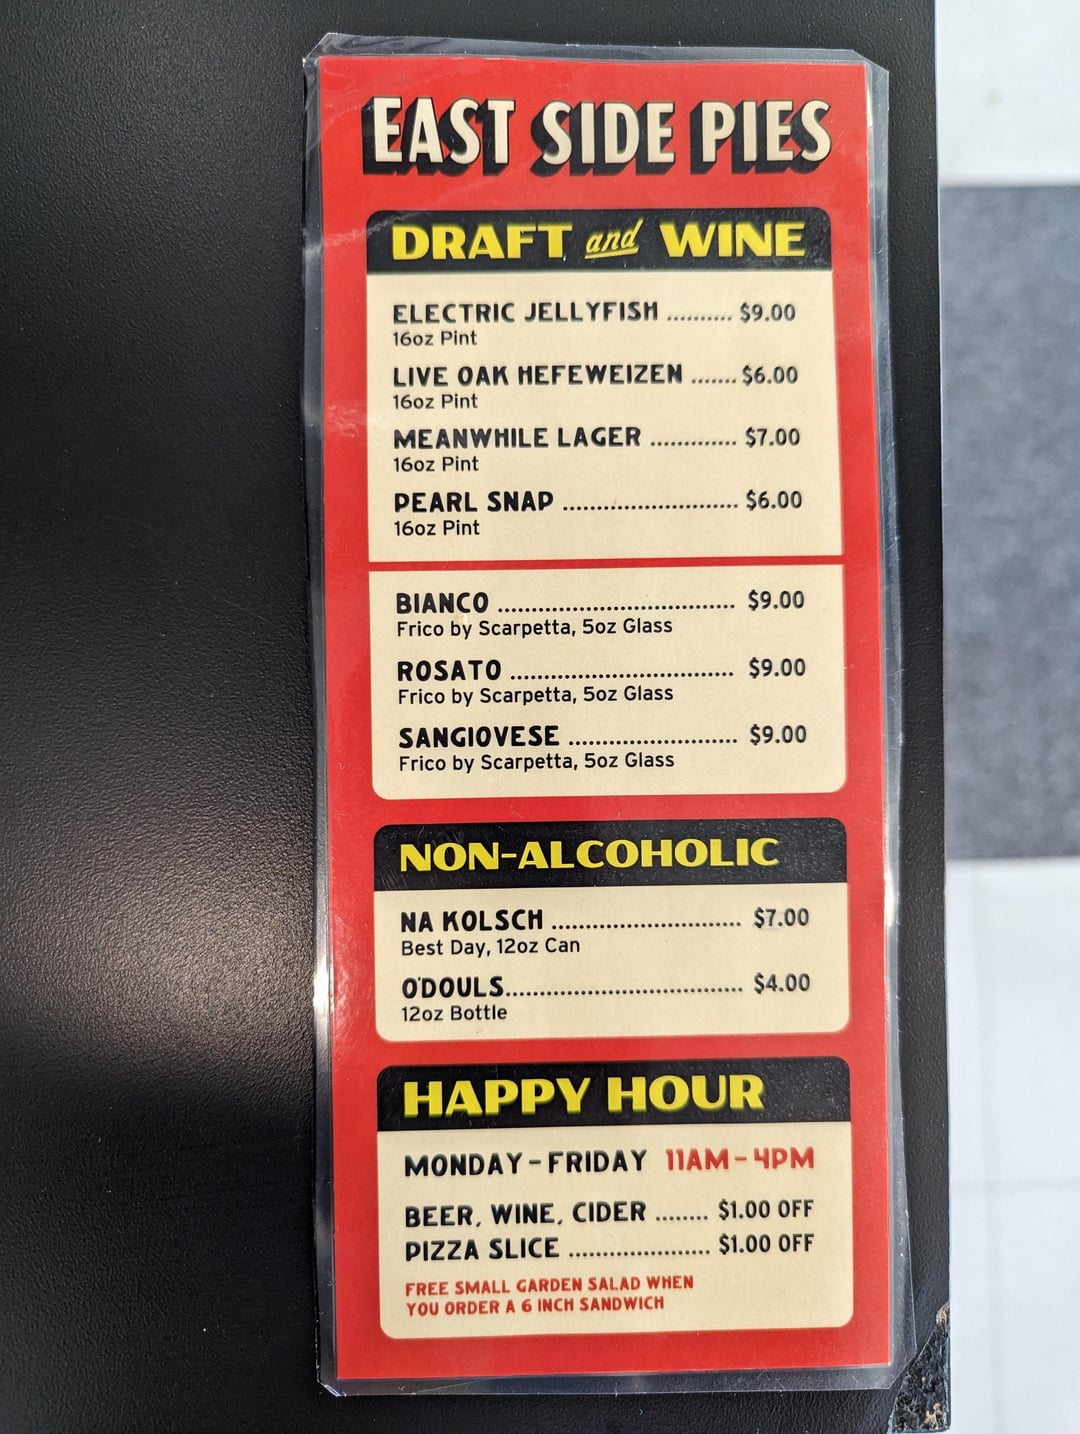 EAST SIDE PIES
DRAFT and WINE
ELECTRIC JELLYFISH .......... $9.00
16oz Pint
LIVE OAK HEFEWEIZEN ....... $6.00
16oz Pint
MEANWHILE LAGER ............. $7.00
16oz Pint
PEARL SNAP .......................... $6.00
16oz Pint
BIANCO ................................... $9.00
Frico by Scarpetta, 5oz Glass
ROSATO ................................. $9.00
Frico by Scarpetta, 5oz Glass
SANGIOVESE ......................... $9.00
Frico by Scarpetta, 5oz Glass
NON-ALCOHOLIC
NA KOLSCH ............................ $7.00
Best Day, 12oz Can
O'DOULS................................... $4.00
12oz Bottle
HAPPY HOUR
MONDAY-FRIDAY 11AM-4PM
BEER, WINE, CIDER ........ $1.00 OFF
PIZZA SLICE ..................... $1.00 OFF
FREE SMALL GARDEN SALAD WHEN
YOU ORDER A 6 INCH SANDWICH